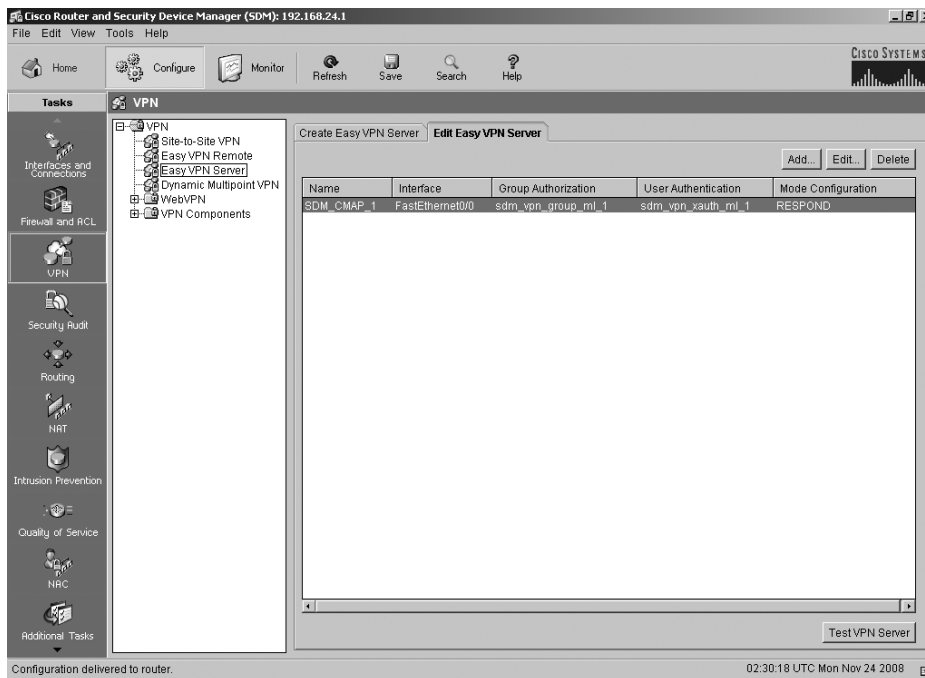 Cisco Router and Security Device Manager (SDM): 192.168.24.1
File Edit View Tools Help
Home Configure Monitor Refresh Save Search Help
CISCO SYSTEMS
Tasks
VPN
Interfaces and Connections
Firewall and ACL
VPN
Security Audit
Routing
NAT
Intrusion Prevention
Quality of Service
NAC
Additional Tasks
VPN
Site-to-Site VPN
Easy VPN Remote
Easy VPN Server
Dynamic Multipoint VPN
WebVPN
VPN Components
Create Easy VPN Server Edit Easy VPN Server
Add... Edit... Delete
Name Interface Group Authorization User Authentication Mode Configuration
SDM_CMAP_1 FastEthernet0/0 sdm_vpn_group_ml_1 sdm_vpn_xauth_ml_1 RESPOND
Test VPN Server
Configuration delivered to router. 02:30:18 UTC Mon Nov 24 2008